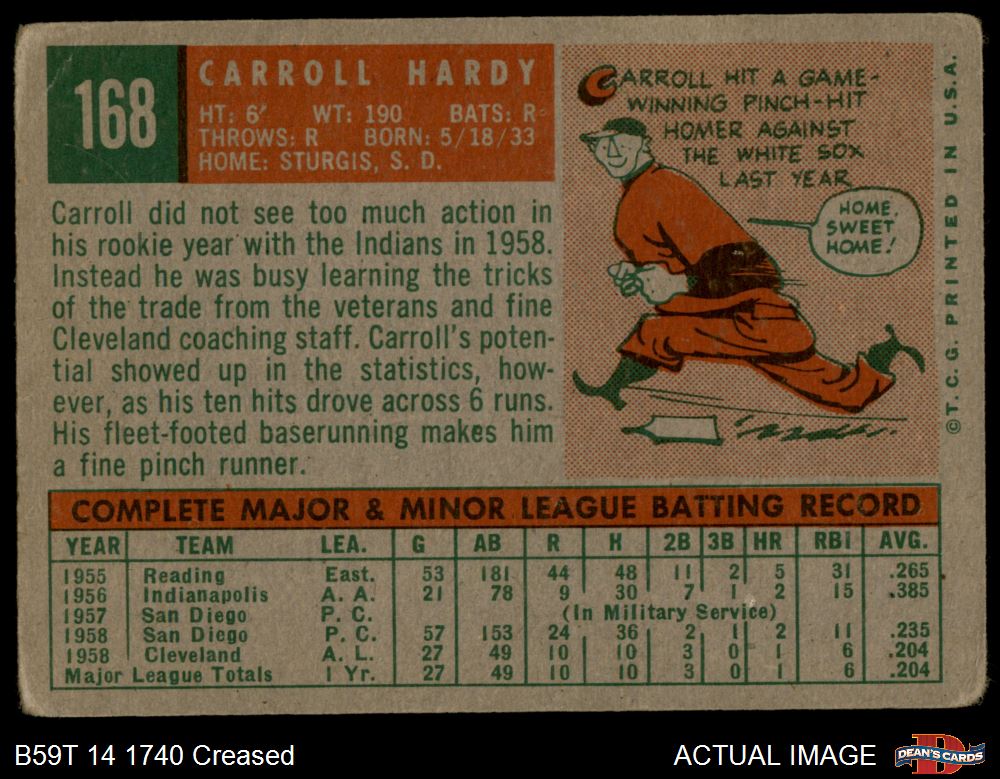 168
CARROLL HARDY
HT: 6' WT: 190 BATS: R
THROWS: R BORN: 5/18/33
HOME: STURGIS, S. D.
CARROLL HIT A GAME-
WINNING PINCH-HIT
HOMER AGAINST
THE WHITE SOX
LAST YEAR
HOME,
SWEET
HOME!
©T. C. G. PRINTED IN U.S.A.
Carroll did not see too much action in
his rookie year with the Indians in 1958.
Instead he was busy learning the tricks
of the trade from the veterans and fine
Cleveland coaching staff. Carroll's poten-
tial showed up in the statistics, how-
ever, as his ten hits drove across 6 runs.
His fleet-footed baserunning makes him
a fine pinch runner.
COMPLETE MAJOR & MINOR LEAGUE BATTING RECORD
YEAR TEAM LEA. G AB R H 2B 3B HR RBI AVG.
1955 Reading East. 53 181 44 48 11 2 5 31 .265
1956 Indianapolis A. A. 21 78 9 30 7 1 2 15 .385
1957 San Diego P. C. (In Military Service)
1958 San Diego P. C. 57 153 24 36 2 1 2 11 .235
1958 Cleveland A. L. 27 49 10 10 3 0 1 6 .204
Major League Totals 1 Yr. 27 49 10 10 3 0 1 6 .204
B59T 14 1740 Creased
ACTUAL IMAGE
DEAN'S CARDS